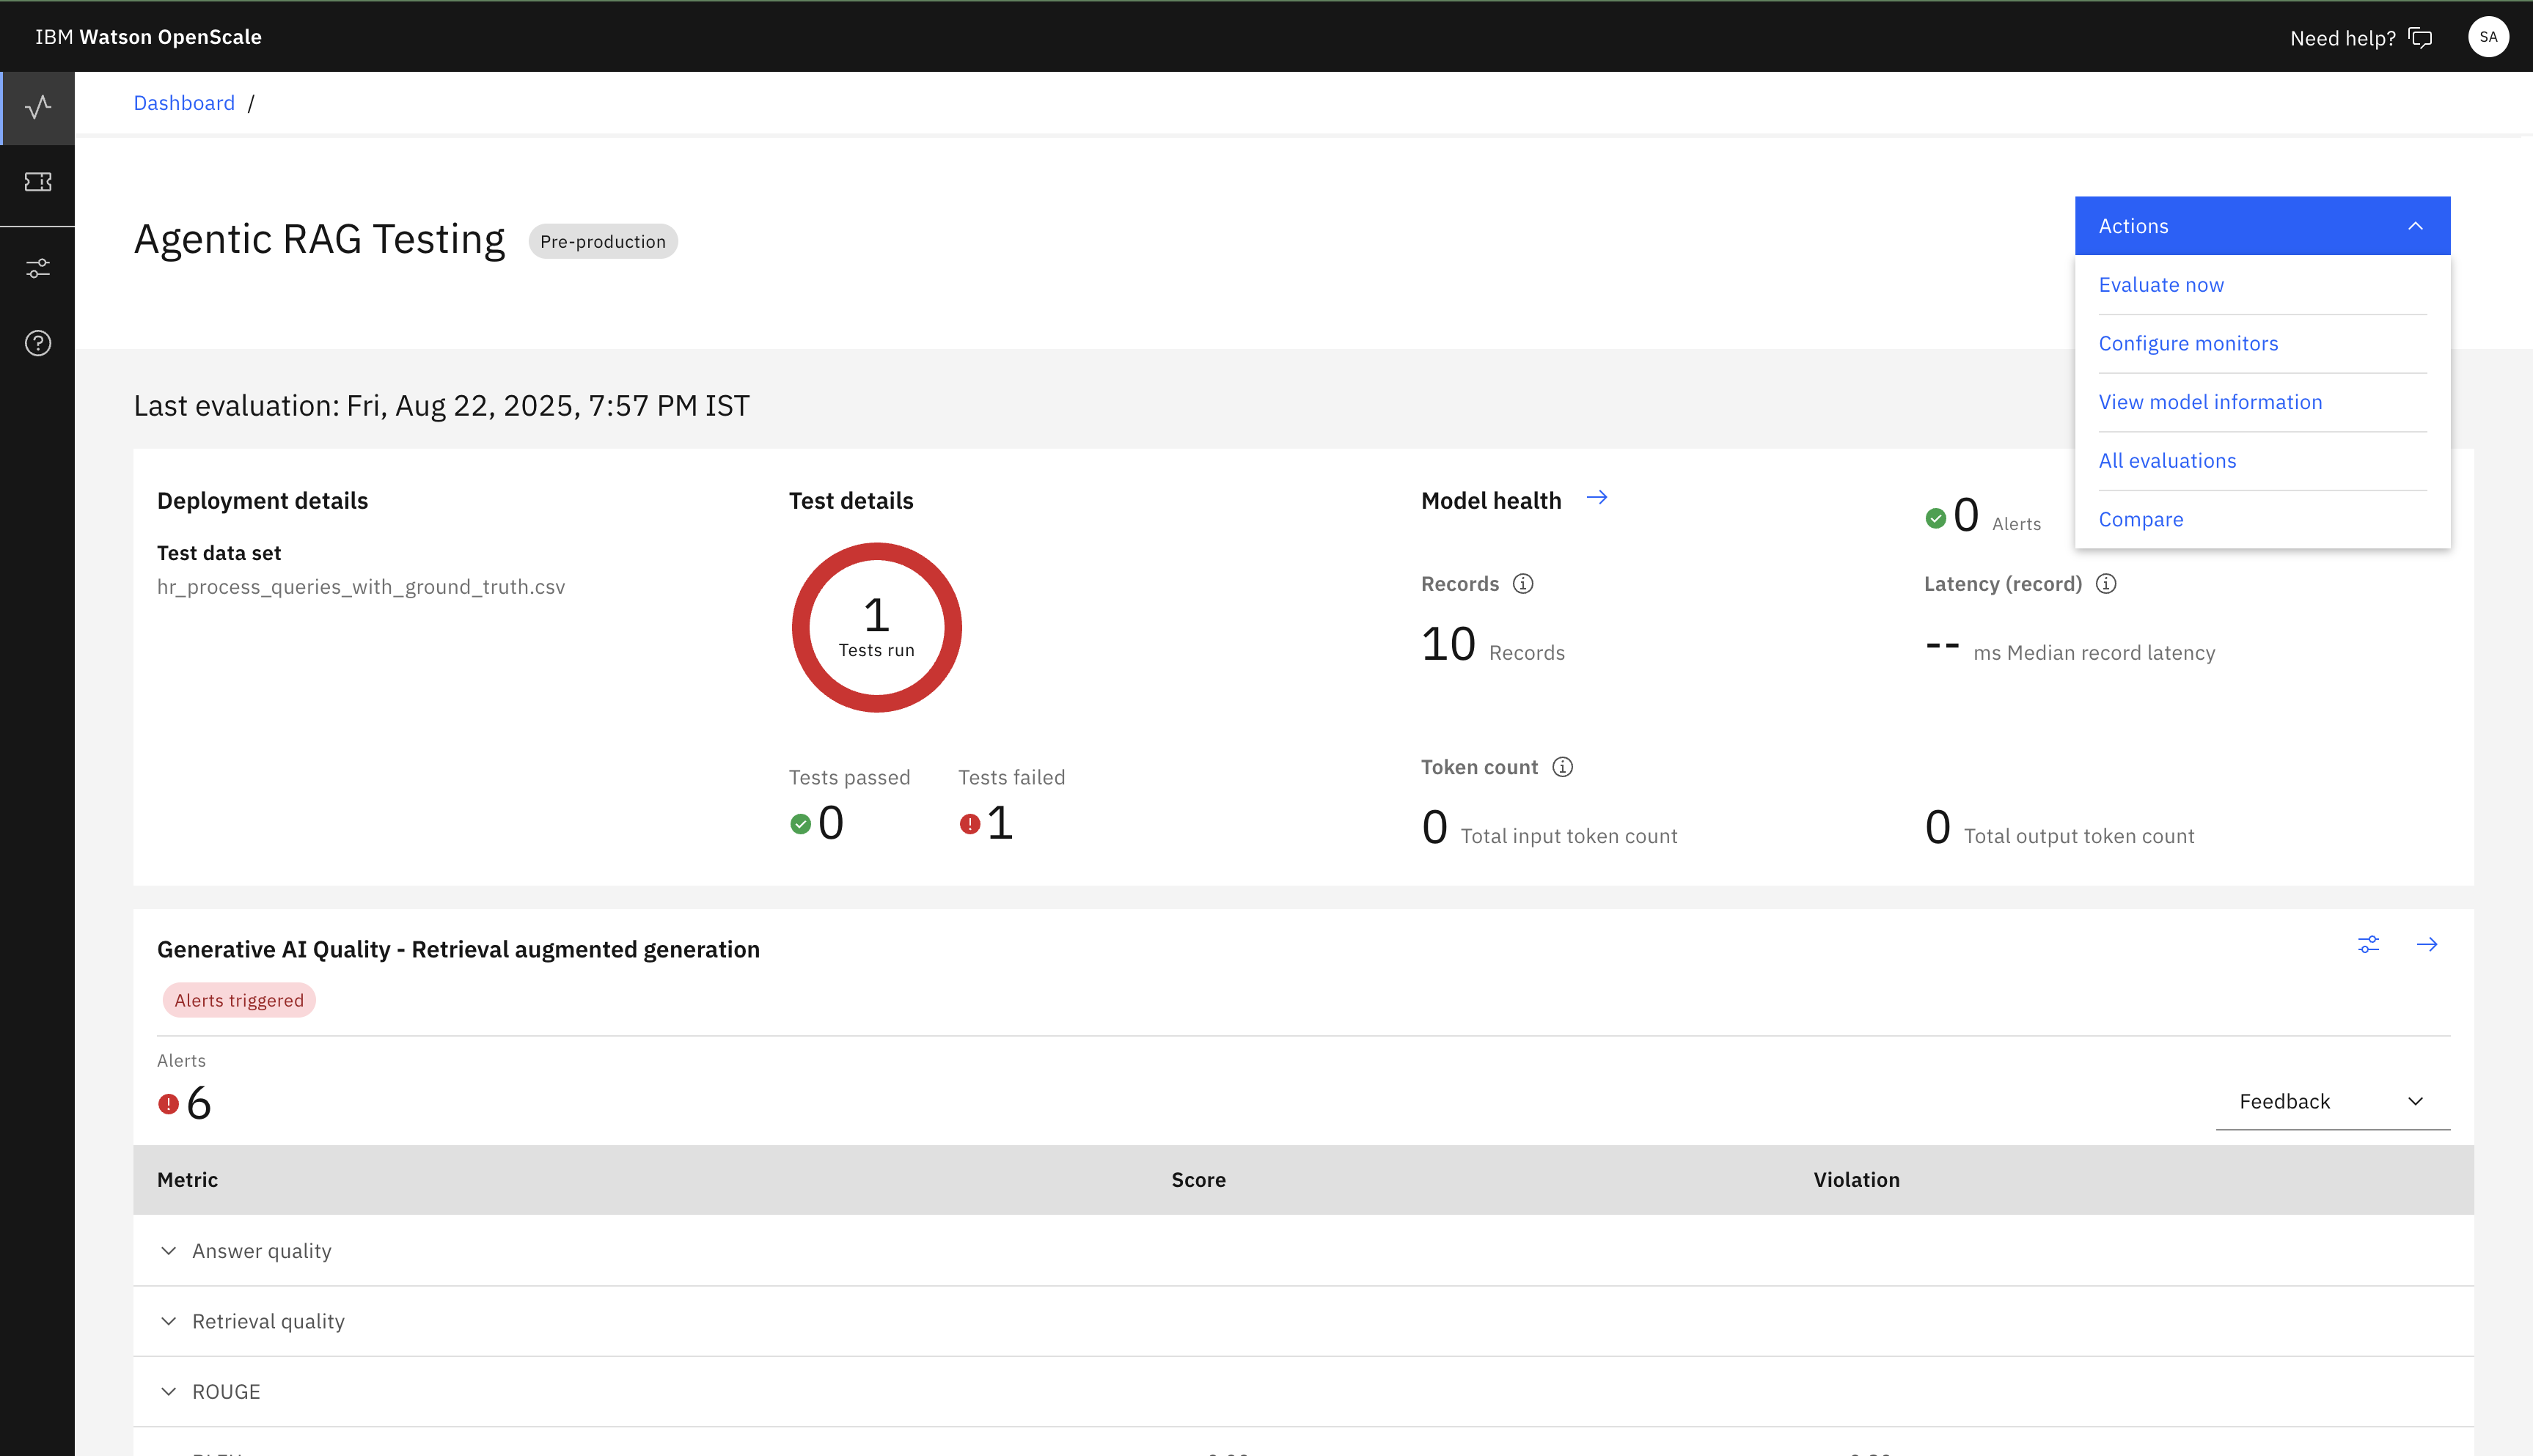 IBM Watson OpenScale
Need help?
SA
Dashboard /
Agentic RAG Testing
Pre-production
Actions
Evaluate now
Configure monitors
View model information
All evaluations
Compare
Last evaluation: Fri, Aug 22, 2025, 7:57 PM IST
Deployment details
Test data set
hr_process_queries_with_ground_truth.csv
Test details
1
Tests run
Tests passed
0
Tests failed
1
Model health
0 Alerts
Records
10 Records
Latency (record)
-- ms Median record latency
Token count
0 Total input token count
0 Total output token count
Generative AI Quality - Retrieval augmented generation
Alerts triggered
Alerts
6
Feedback
Metric Score Violation
Answer quality
Retrieval quality
ROUGE